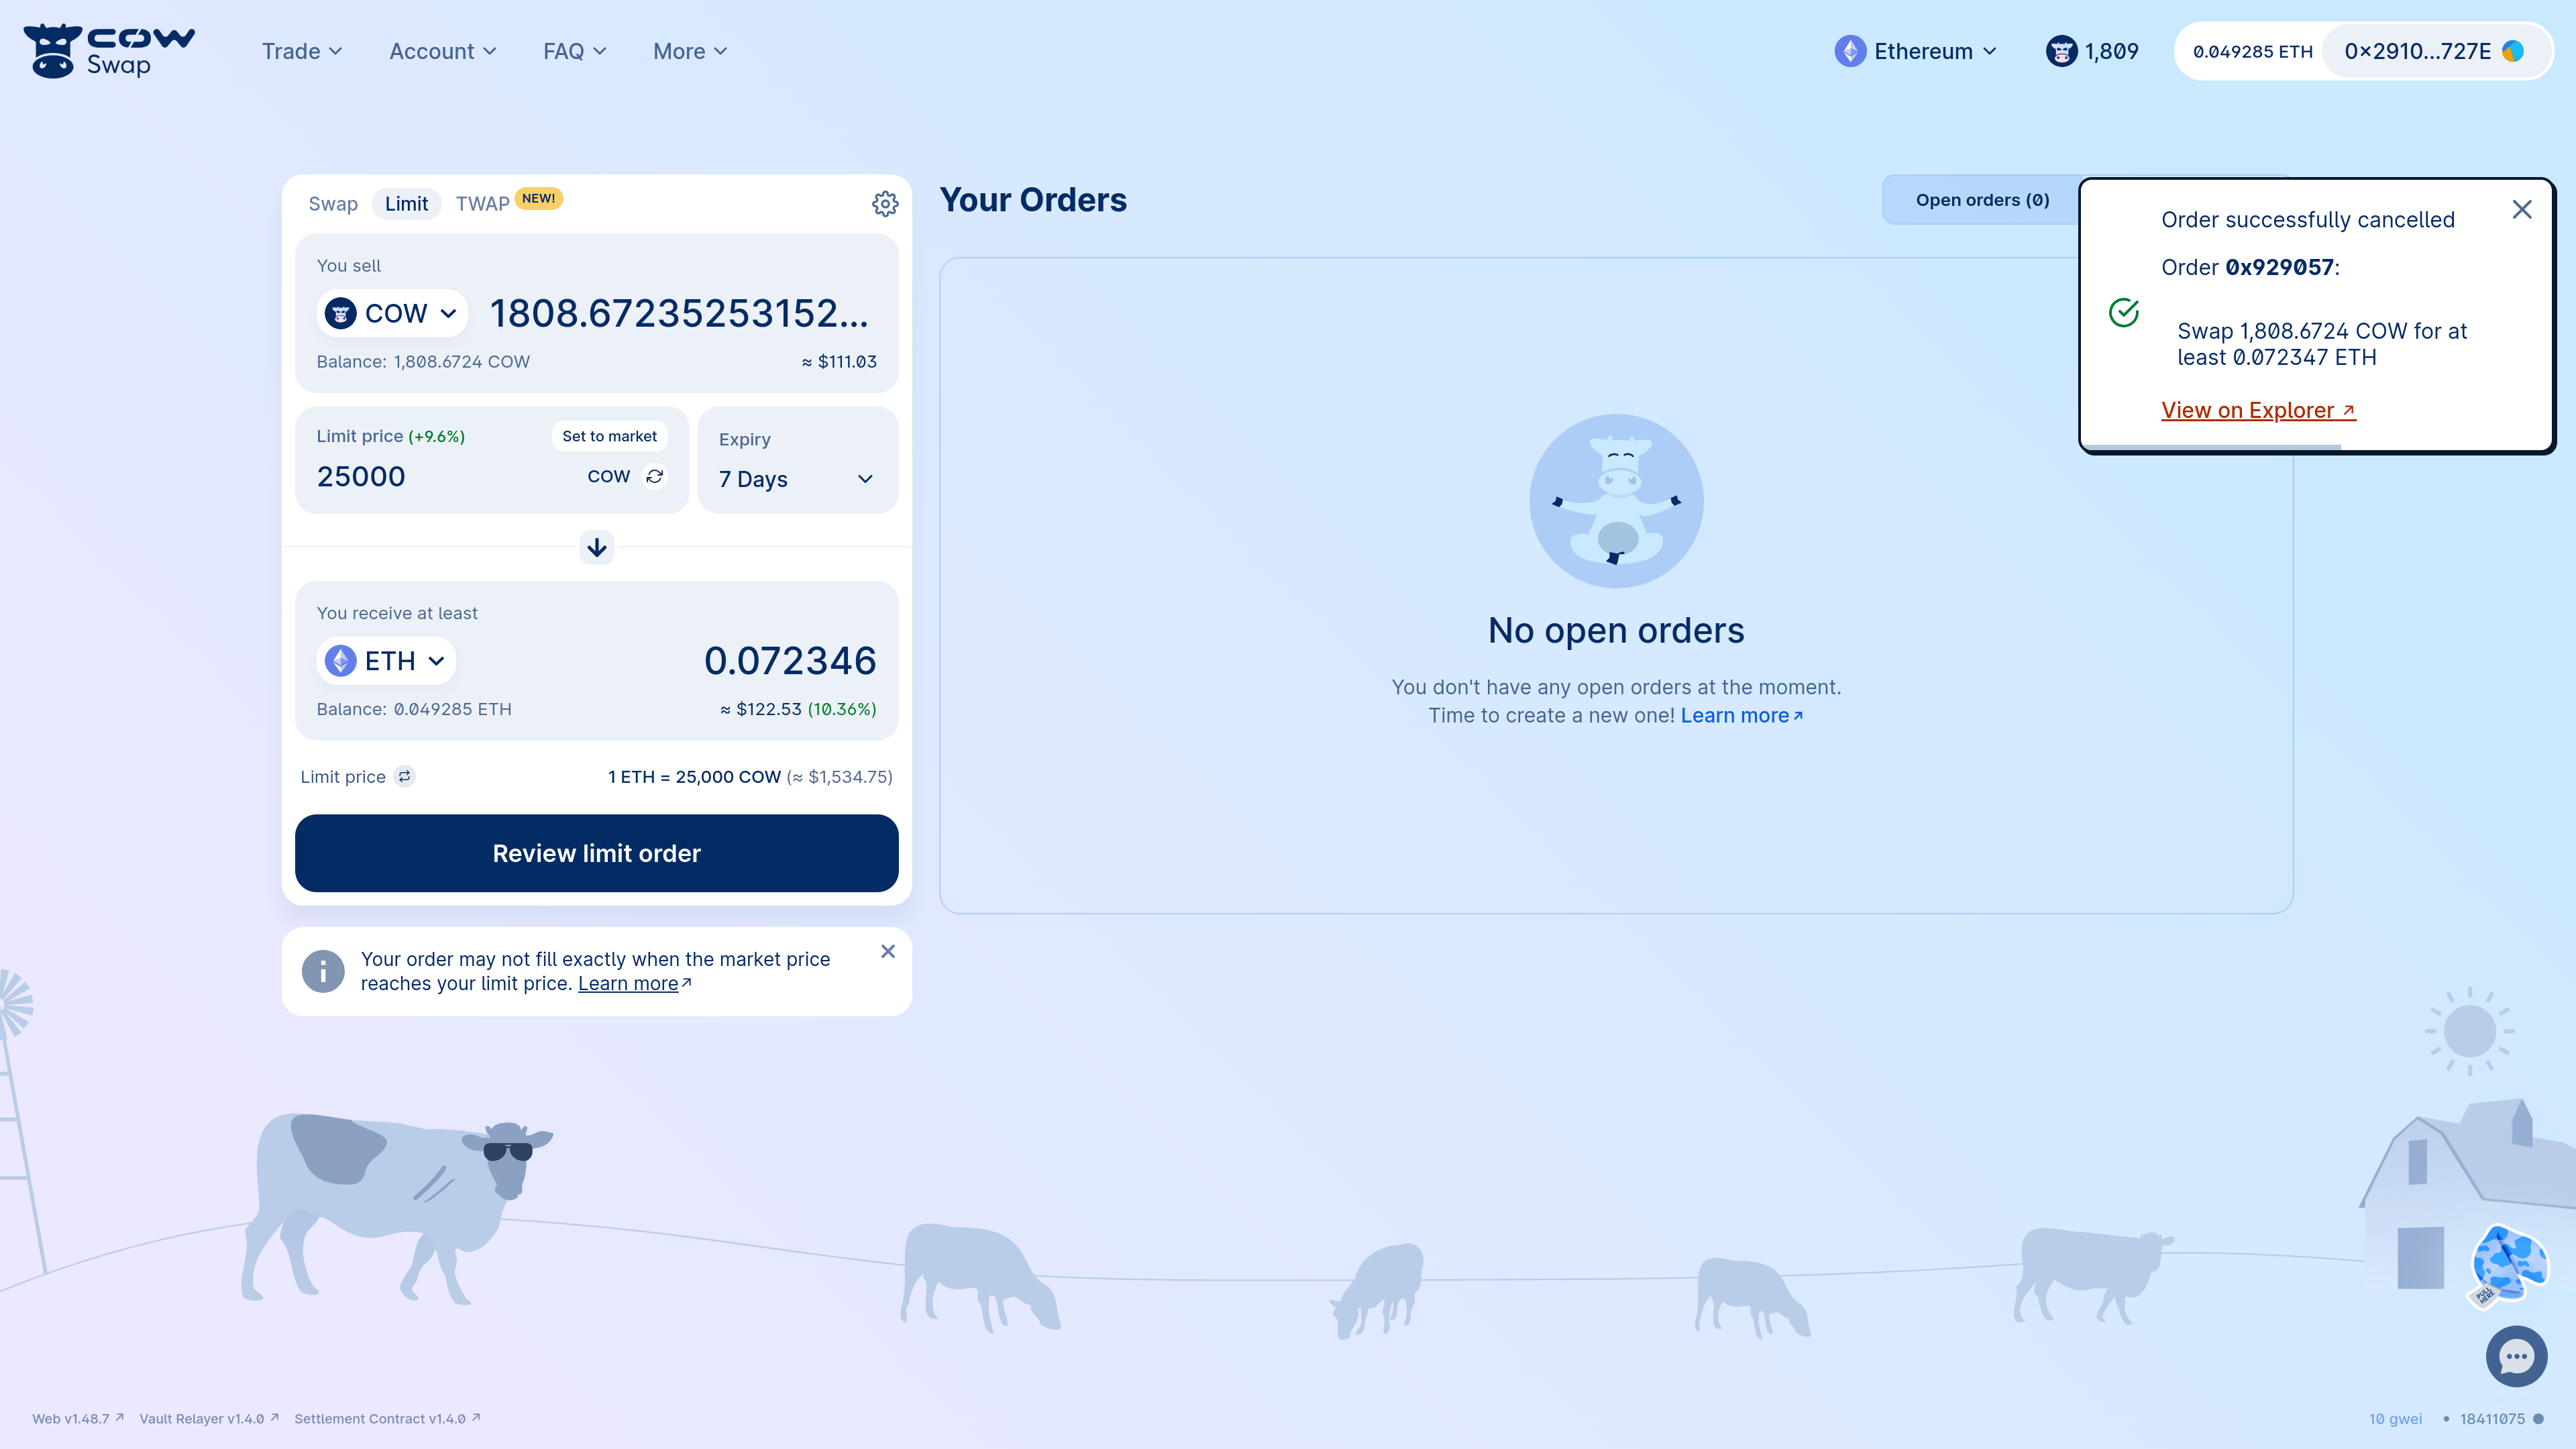 COW
Swap
Trade
Account
FAQ
More
Ethereum
1,809
0.049285 ETH
0×2910...727E
Swap
Limit
TWAP
NEW!
You sell
COW
1808.67235253152...
Balance: 1,808.6724 COW
≈ $111.03
Limit price (+9.6%)
Set to market
25000
COW
Expiry
7 Days
You receive at least
ETH
0.072346
Balance: 0.049285 ETH
≈ $122.53 (10.36%)
Limit price
1 ETH = 25,000 COW (≈ $1,534.75)
Review limit order
Your order may not fill exactly when the market price
reaches your limit price. Learn more↗
Your Orders
Open orders (0)
No open orders
You don't have any open orders at the moment.
Time to create a new one! Learn more↗
Order successfully cancelled
Order 0x929057:
Swap 1,808.6724 COW for at
least 0.072347 ETH
View on Explorer ↗
PULL
HERE
Web v1.48.7 ↗
Vault Relayer v1.4.0 ↗
Settlement Contract v1.4.0 ↗
10 gwei
• 18411075